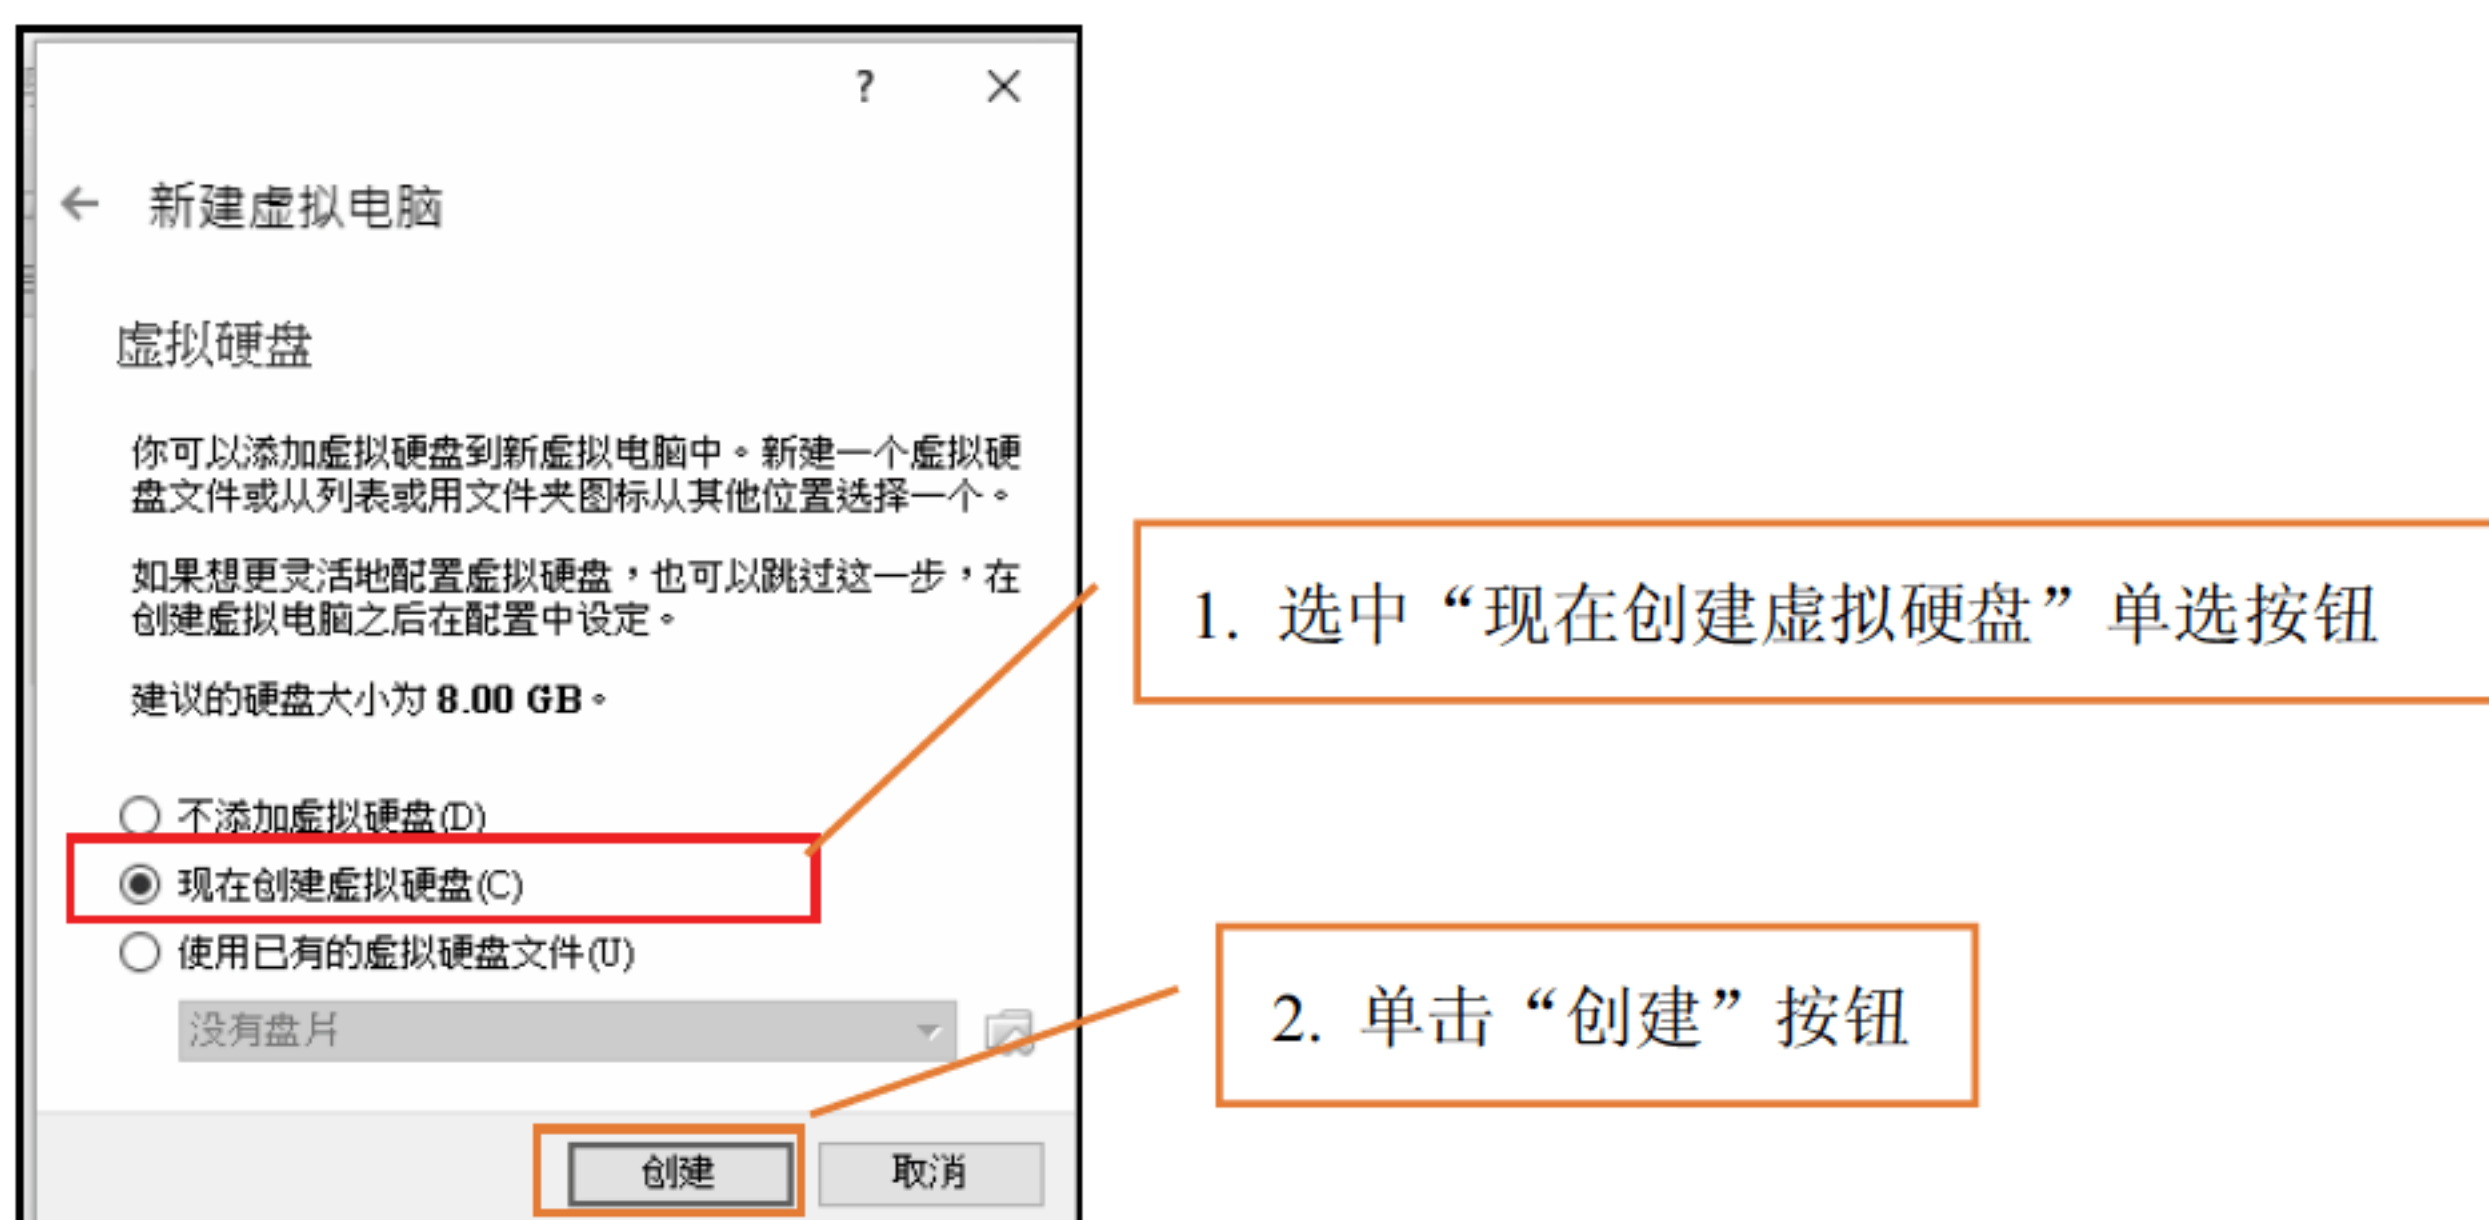 ?
新建虚拟电脑
虚拟硬盘
你可以添加虚拟硬盘到新虚拟电脑中。新建一个虚拟硬
盘文件或从列表或用文件夹图标从其他位置选择一个。
如果想更灵活地配置虚拟硬盘,也可以跳过这一步,在
创建虚拟电脑之后在配置中设定。
建议的硬盘大小为 8.00 GB。
不添加虚拟硬盘(D)
现在创建虚拟硬盘(C)
使用已有的虚拟硬盘文件(U)
没有盘片
创建 取消
1. 选中“现在创建虚拟硬盘”单选按钮
2. 单击“创建”按钮